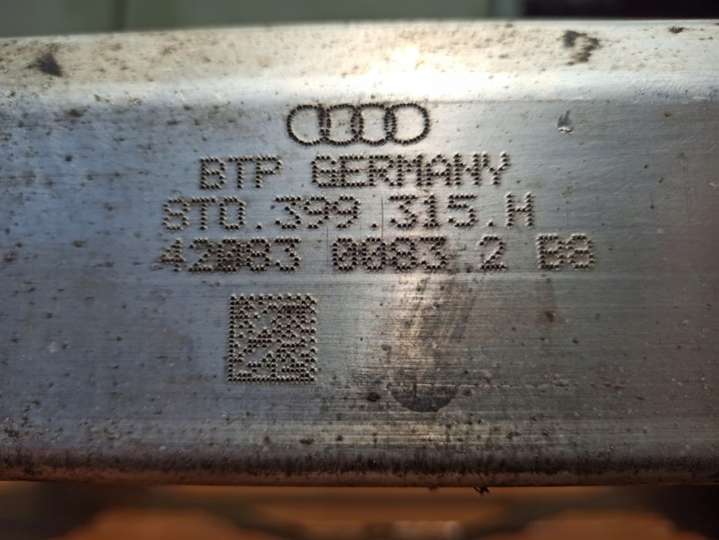 BTP GERMANY
8T0.399.315.H
42083 0083 2 B8